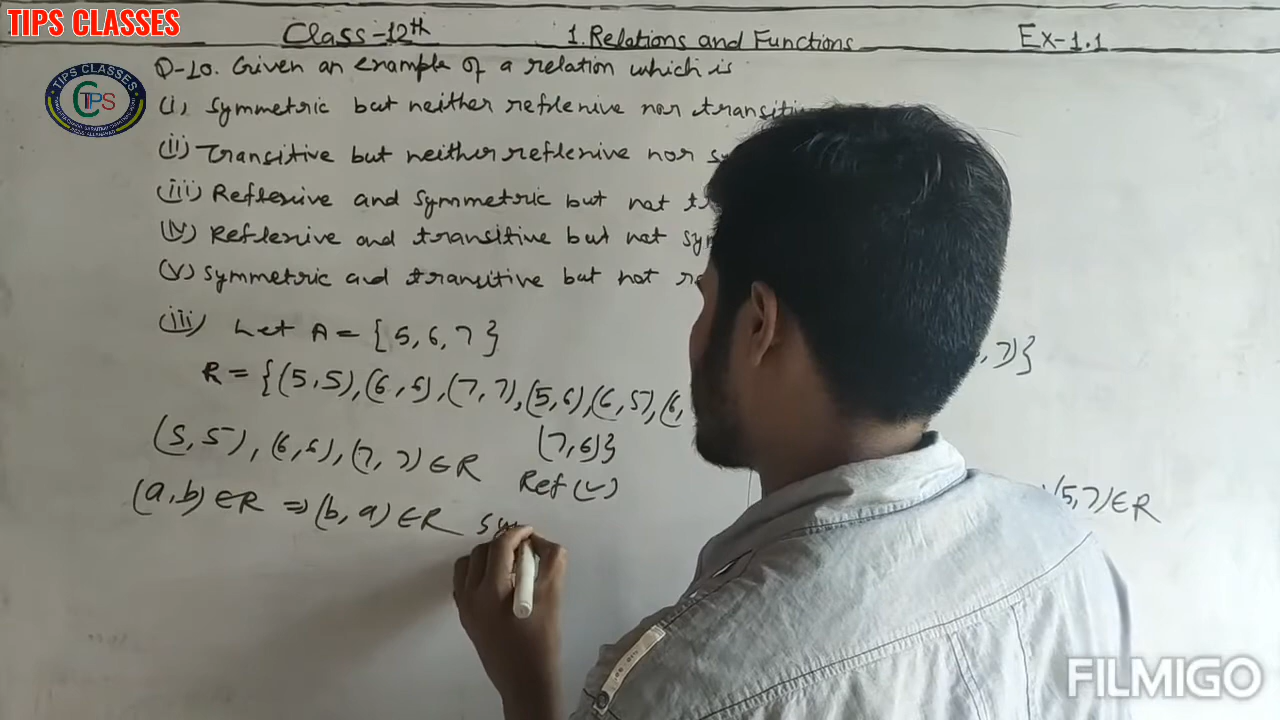 TIPS CLASSES
Class-12th 1. Relations and Functions Ex-1.1
TIPS CLASSES
TIPS
Q-10. Given an example of a relation which is
(i) Symmetric but neither reflexive nor transitive
(ii) Transitive but neither reflexive nor
(iii) Reflexive and Symmetric but not
(iv) Reflexive and transitive but not
(v) Symmetric and transitive but not
(iii) Let A = {5, 6, 7}
R = {(5, 5), (6, 6), (7, 7), (5, 6), (6, 5), (6, , 7)}
(7, 6)}
(5, 5), (6, 6), (7, 7) ∈ R
Ref (✓)
(a, b) ∈ R ⇒ (b, a) ∈ R Sy
(5, 7) ∈ R
FILMIGO